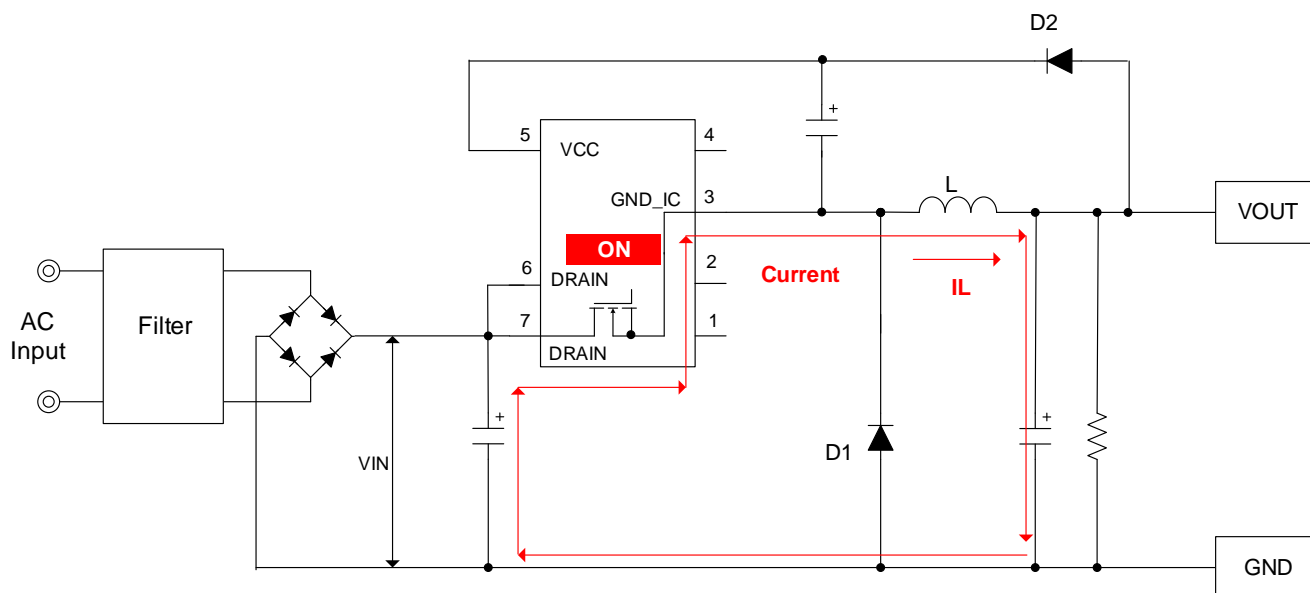 D2
+
5
4
VCC
GND_IC
3
L
VOUT
ON
6
2
Current
IL
DRAIN
AC
Input
Filter
7
1
DRAIN
+
+
VIN
D1
GND